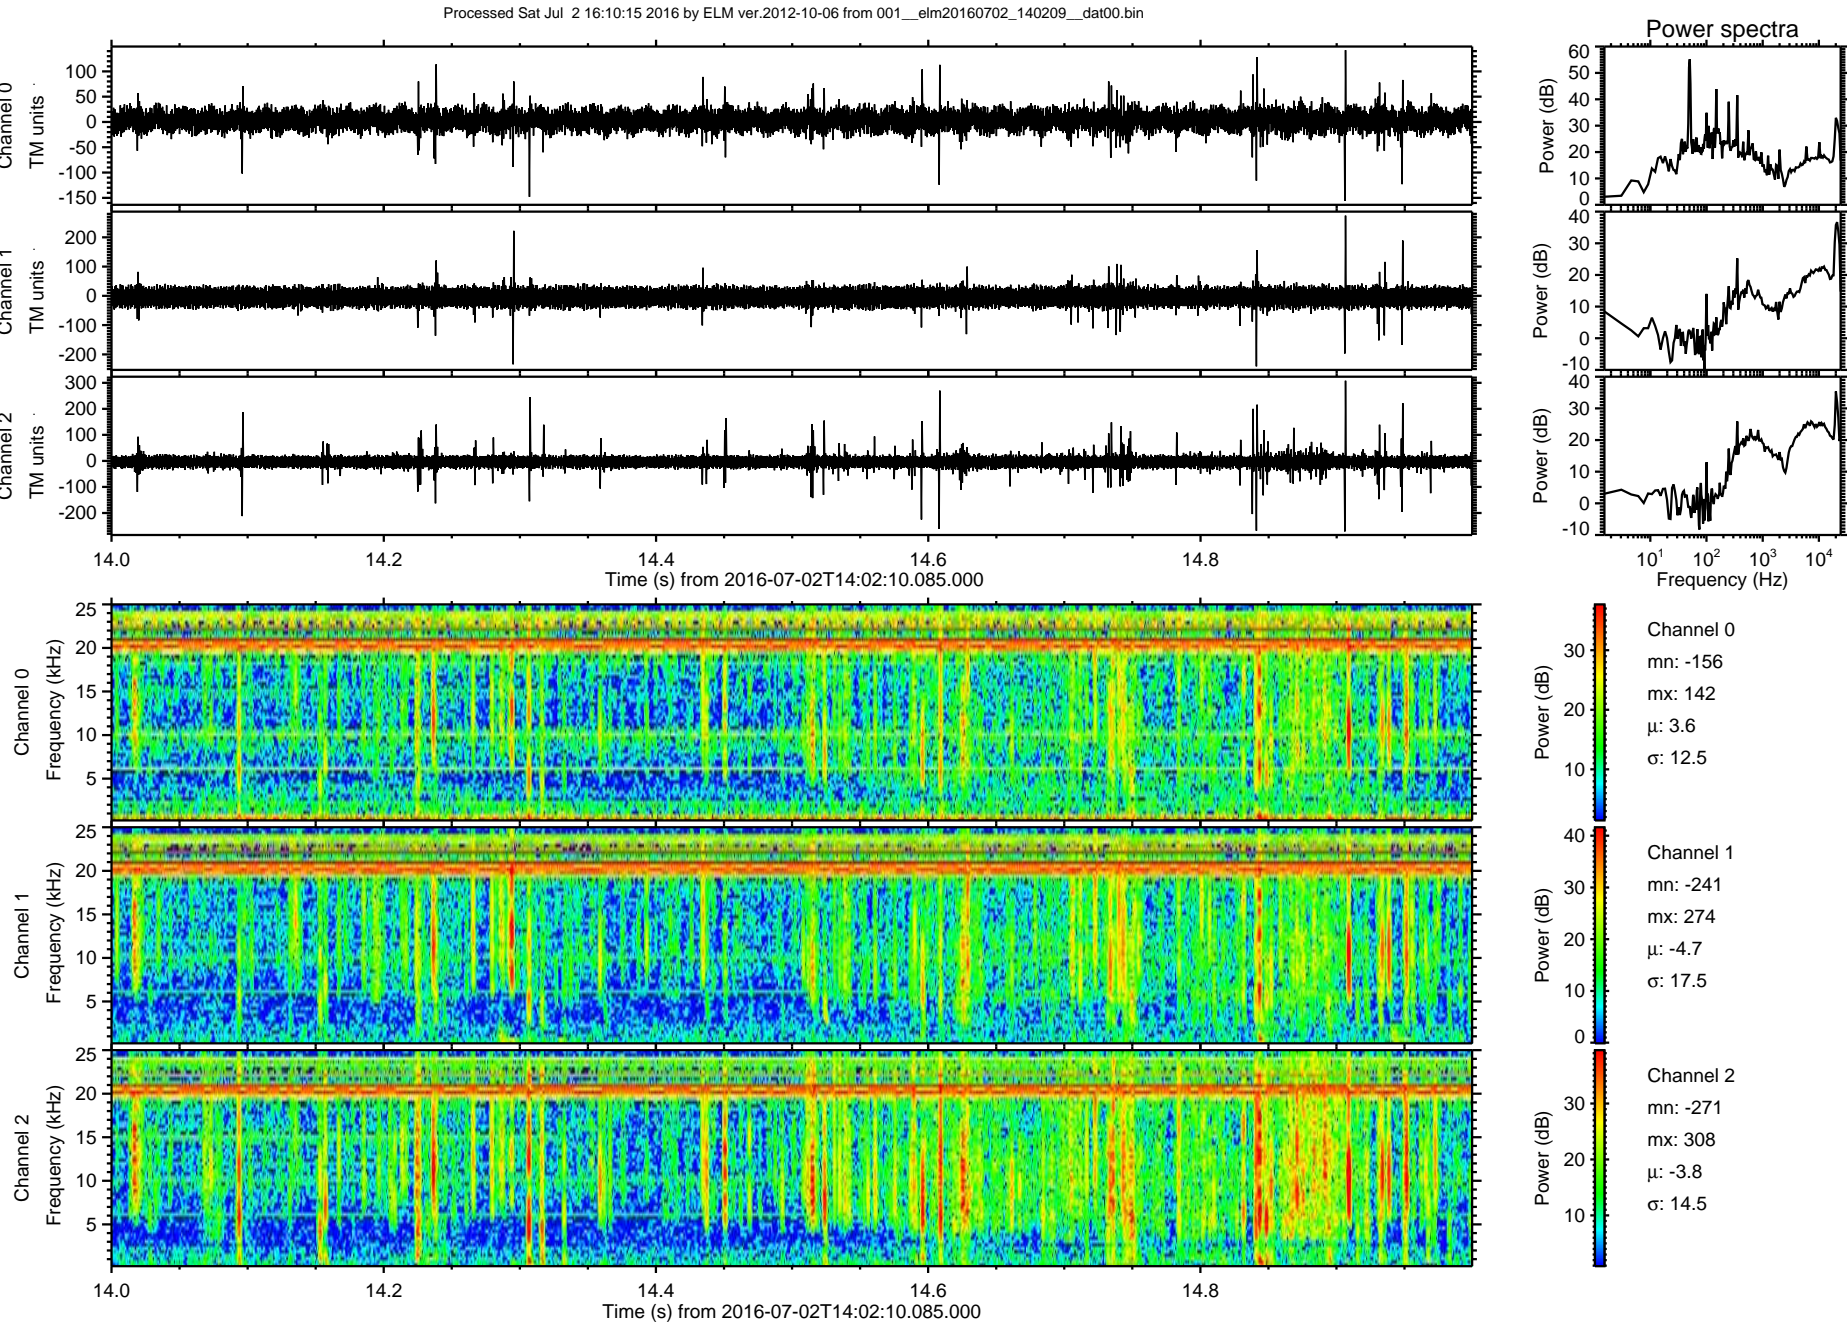 Processed Sat Jul  2 16:10:15 2016 by ELM ver.2012-10-06 from 001__elm20160702_140209__dat00.bin
Power spectra
Channel 0
TM units
100
50
0
-50
-100
-150
Power (dB)
60
50
40
30
20
10
0
Channel 1
TM units
200
100
0
-100
-200
Power (dB)
40
30
20
10
0
-10
Channel 2
TM units
300
200
100
0
-100
-200
Power (dB)
40
30
20
10
0
-10
14.0 14.2 14.4 14.6 14.8
Time (s) from 2016-07-02T14:02:10.085.000
10¹ 10² 10³ 10⁴
Frequency (Hz)
Channel 0
Frequency (kHz)
25
20
15
10
5
Power (dB)
30
20
10
Channel 0
mn: -156
mx: 142
μ: 3.6
σ: 12.5
Channel 1
Frequency (kHz)
25
20
15
10
5
Power (dB)
40
30
20
10
0
Channel 1
mn: -241
mx: 274
μ: -4.7
σ: 17.5
Channel 2
Frequency (kHz)
25
20
15
10
5
Power (dB)
30
20
10
Channel 2
mn: -271
mx: 308
μ: -3.8
σ: 14.5
14.0 14.2 14.4 14.6 14.8
Time (s) from 2016-07-02T14:02:10.085.000